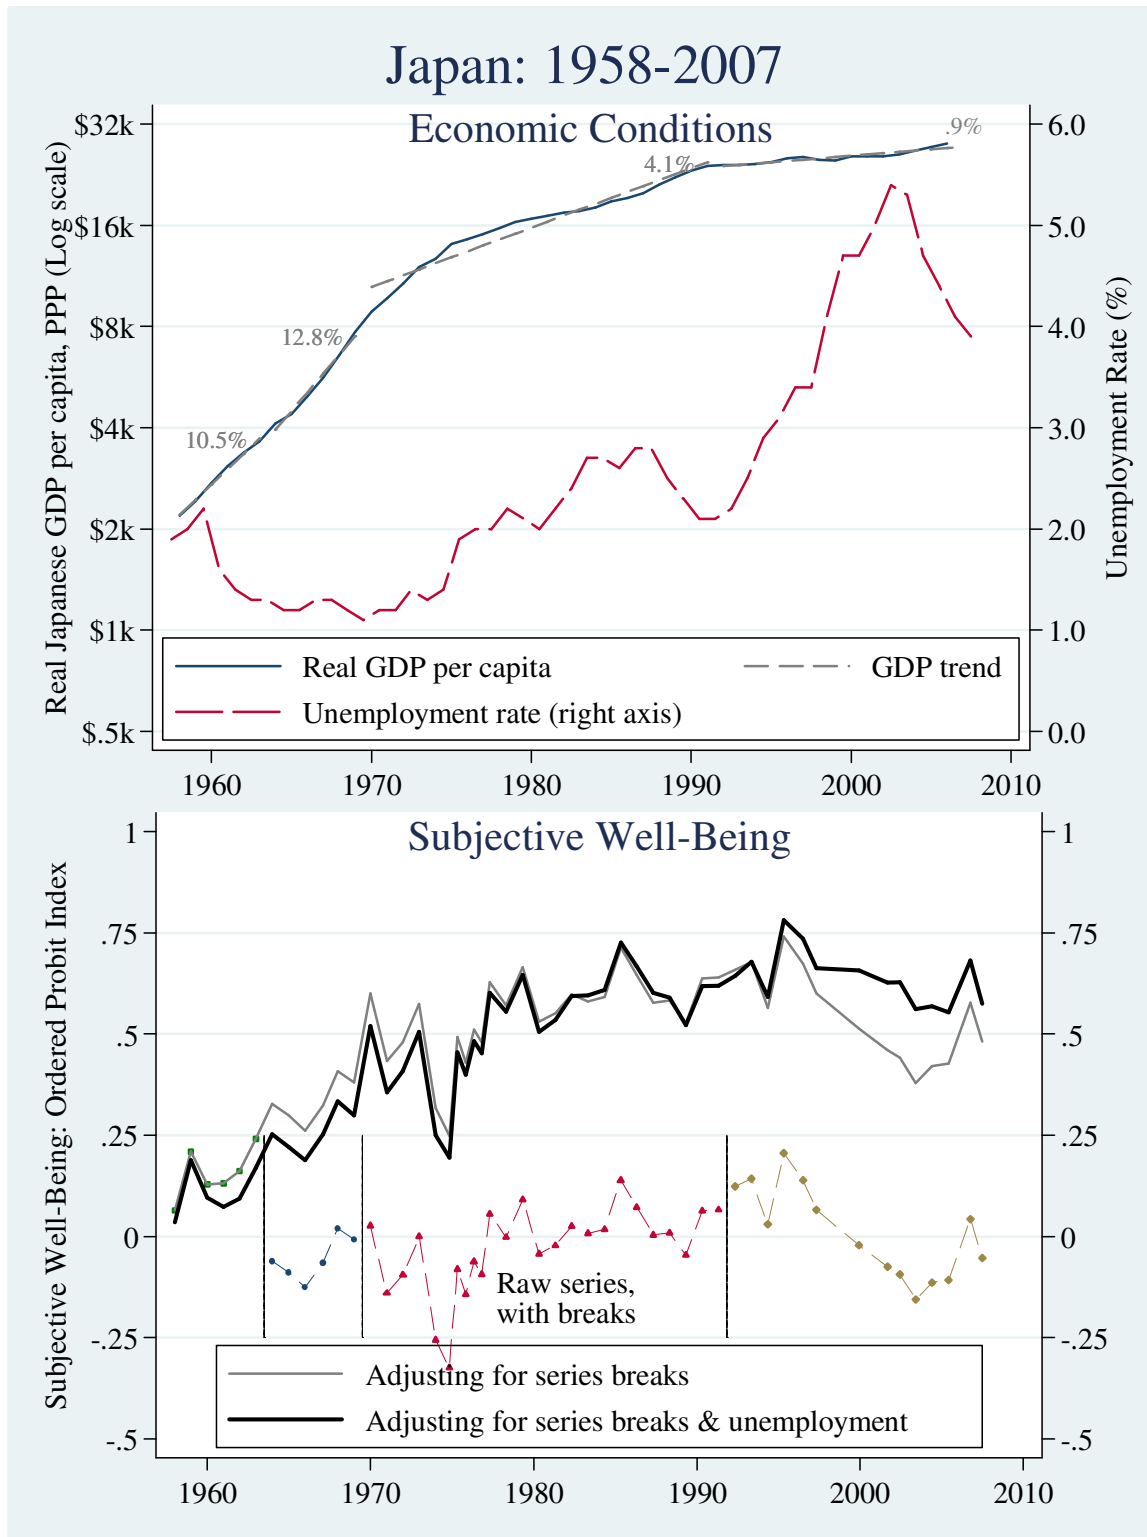 Japan: 1958-2007
Economic Conditions
Real Japanese GDP per capita, PPP (Log scale)
$32k
$16k
$8k
$4k
$2k
$1k
$.5k
6.0
5.0
4.0
3.0
2.0
1.0
0.0
Unemployment Rate (%)
10.5%
12.8%
4.1%
.9%
Real GDP per capita
GDP trend
Unemployment rate (right axis)
1960 1970 1980 1990 2000 2010
Subjective Well-Being
Subjective Well-Being: Ordered Probit Index
1
.75
.5
.25
0
-.25
-.5
1
.75
.5
.25
0
-.25
-.5
Raw series,
with breaks
Adjusting for series breaks
Adjusting for series breaks & unemployment
1960 1970 1980 1990 2000 2010